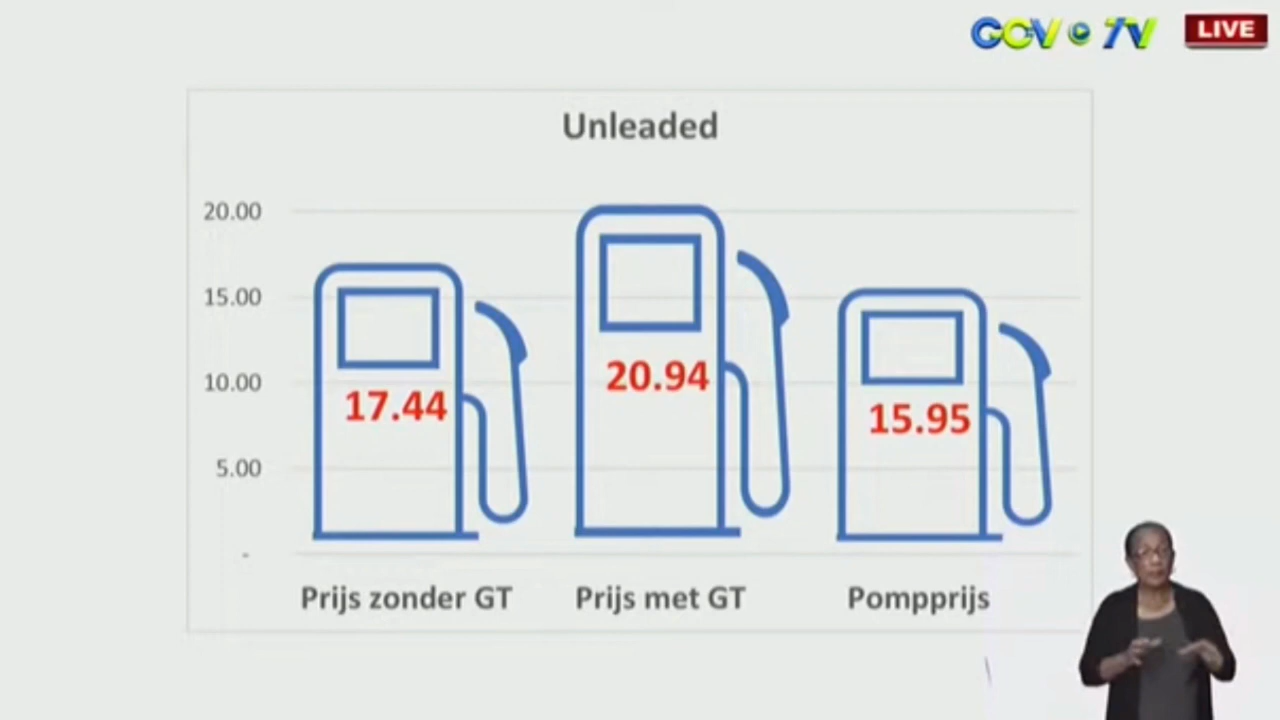 GOV TV
LIVE
Unleaded
20.00
15.00
10.00
5.00
-
17.44
20.94
15.95
Prijs zonder GT
Prijs met GT
Pompprijs